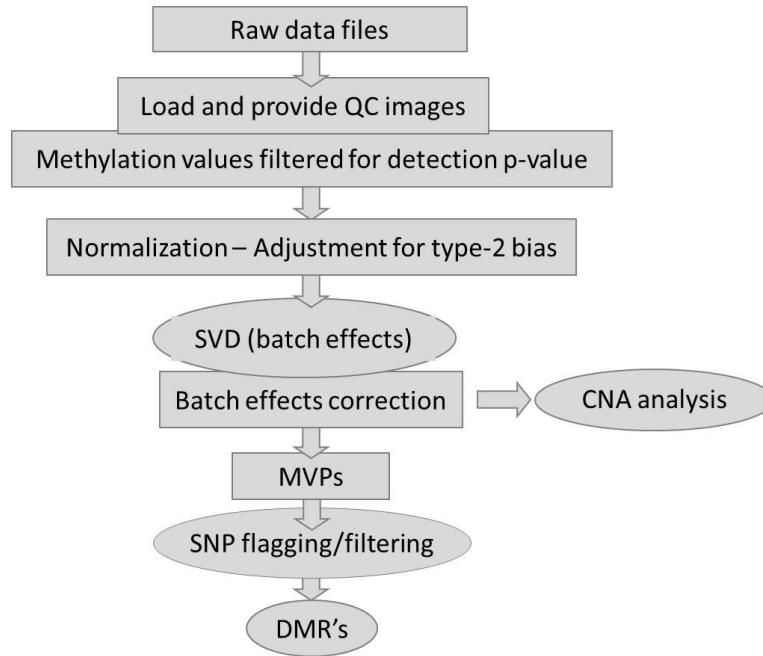 Raw data files
Load and provide QC images
Methylation values filtered for detection p-value
Normalization – Adjustment for type-2 bias
SVD (batch effects)
Batch effects correction
CNA analysis
MVPs
SNP flagging/filtering
DMR's